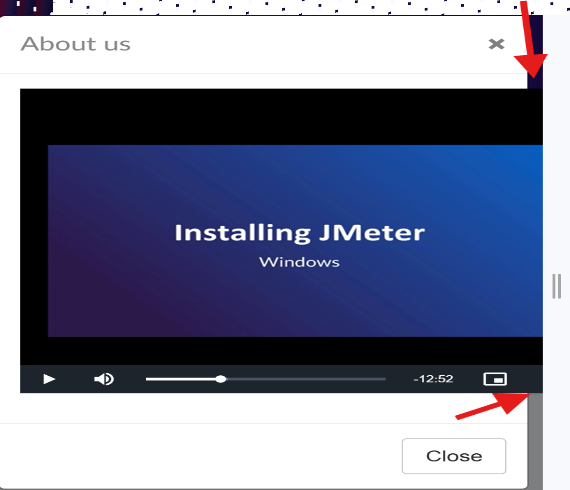 About us
Installing JMeter
Windows
-12:52
Close